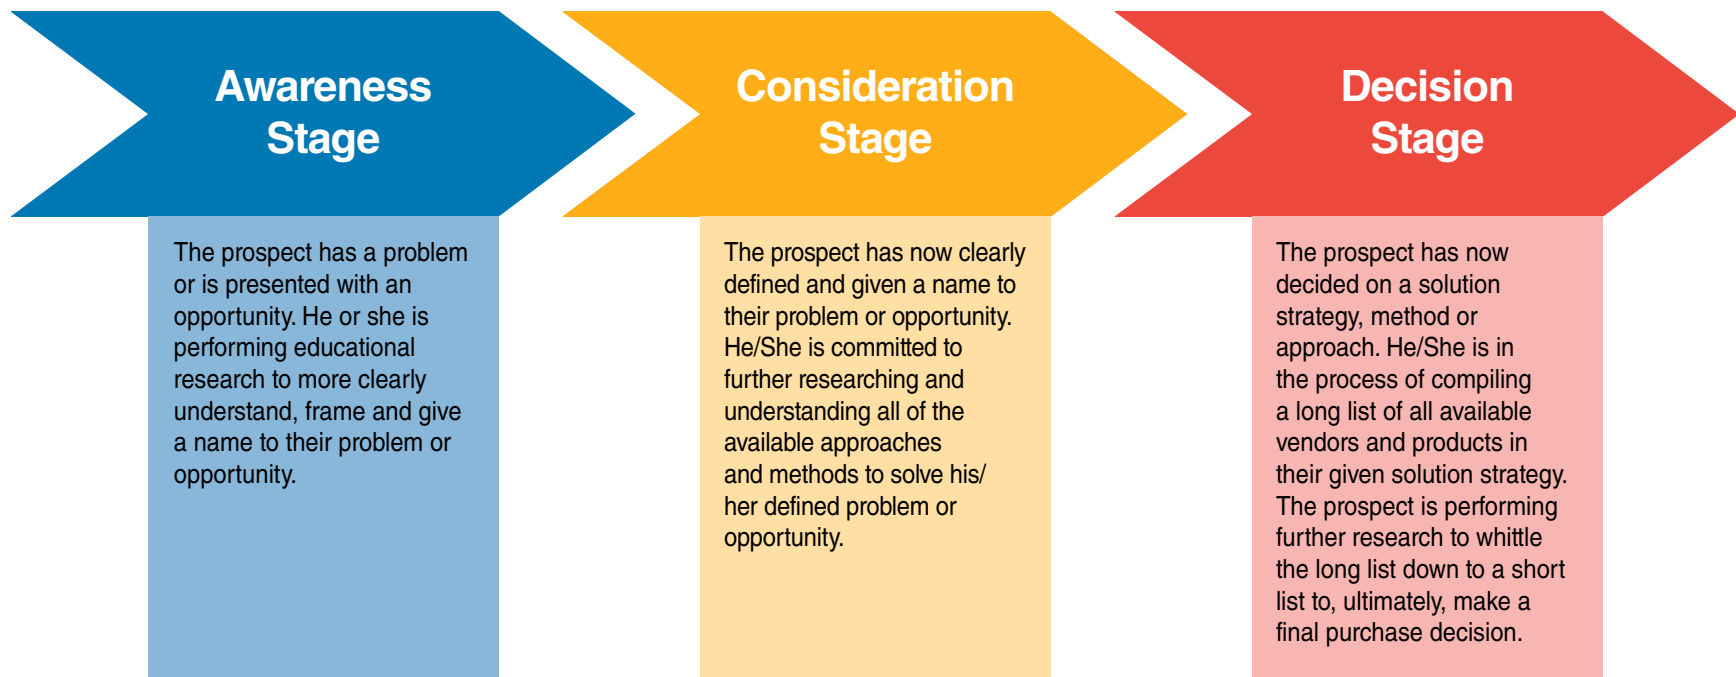 Awareness
Stage
The prospect has a problem
or is presented with an
opportunity. He or she is
performing educational
research to more clearly
understand, frame and give
a name to their problem or
opportunity.
Consideration
Stage
The prospect has now clearly
defined and given a name to
their problem or opportunity.
He/She is committed to
further researching and
understanding all of the
available approaches
and methods to solve his/
her defined problem or
opportunity.
Decision
Stage
The prospect has now
decided on a solution
strategy, method or
approach. He/She is in
the process of compiling
a long list of all available
vendors and products in
their given solution strategy.
The prospect is performing
further research to whittle
the long list down to a short
list to, ultimately, make a
final purchase decision.